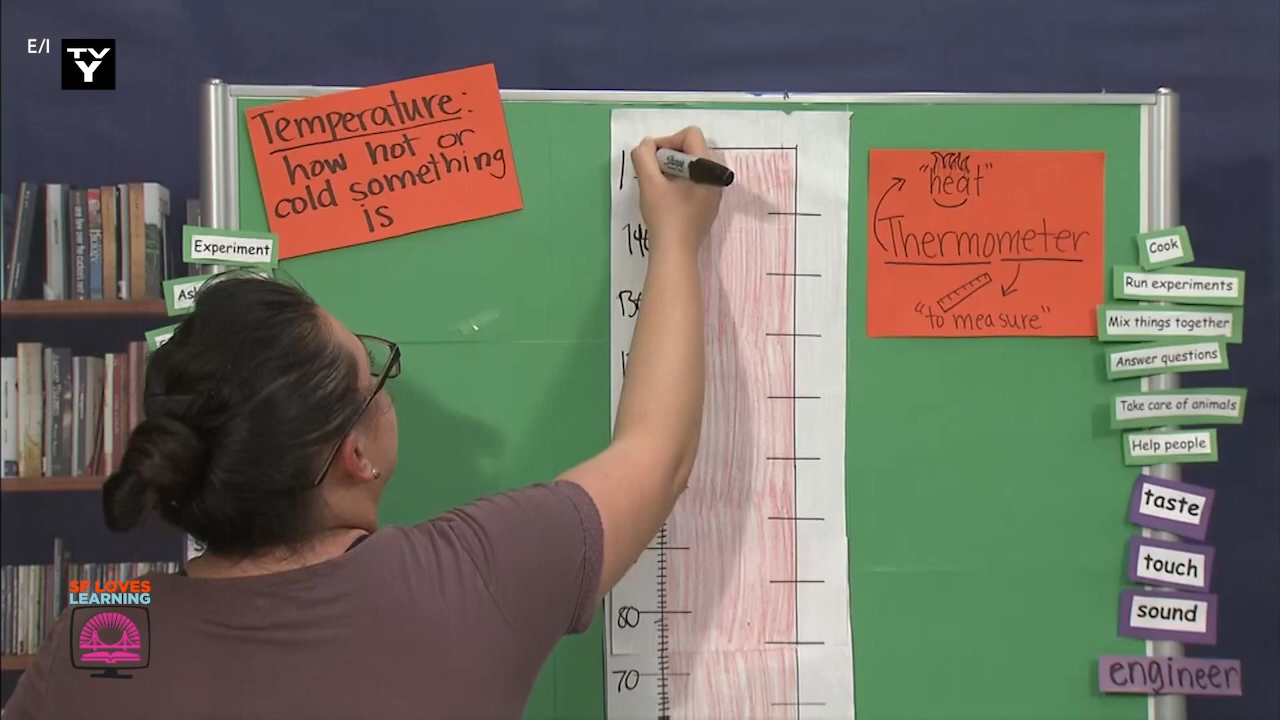 E/I
TV
Y
Temperature:
how hot or
cold something
is
Experiment
"heat"
Thermometer
"to measure"
Cook
Run experiments
Mix things together
Answer questions
Take care of animals
Help people
taste
touch
sound
engineer
80
70
SF LOVES
LEARNING